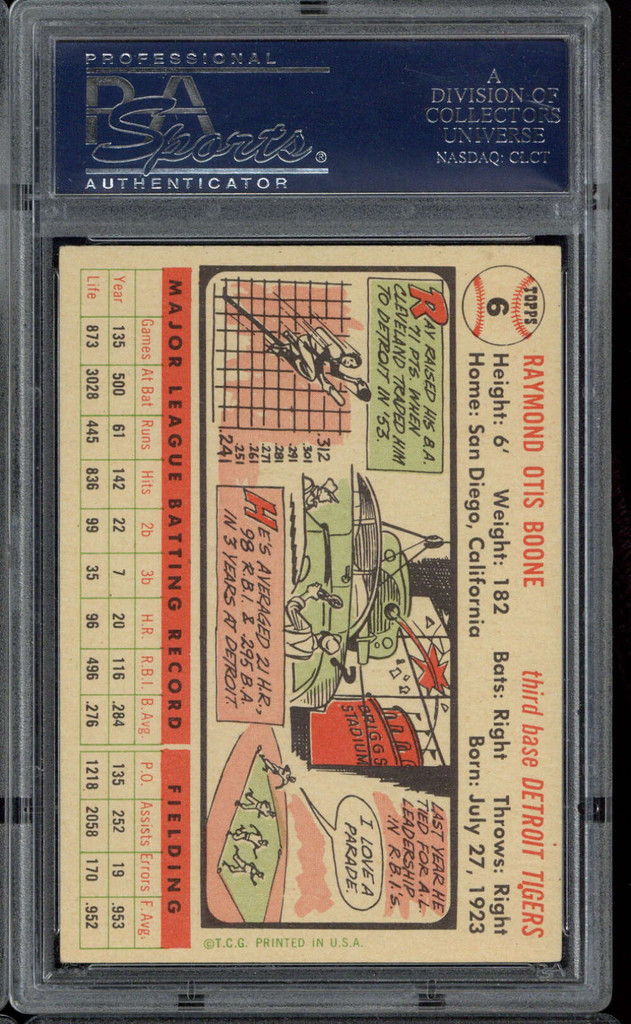 PROFESSIONAL
PSA
Sports®
AUTHENTICATOR
A
DIVISION OF
COLLECTORS
UNIVERSE
NASDAQ: CLCT
TOPPS
6
RAYMOND OTIS BOONE third base DETROIT TIGERS
Height: 6' Weight: 182 Bats: Right Throws: Right
Home: San Diego, California Born: July 27, 1923
RAY RAISED HIS B.A.
71 PTS. WHEN
CLEVELAND TRADED HIM
TO DETROIT IN '53.
.312
.301
.291
.281
.271
.261
.251
.241
HE'S AVERAGED 21 H.R.,
98 R.B.I. & .295 B.A.
IN 3 YEARS AT DETROIT.
BRIGGS
STADIUM
LAST YEAR HE
TIED FOR A.L.
LEADERSHIP
IN R.B.I.'s.
I LOVE A
PARADE!
MAJOR LEAGUE BATTING RECORD FIELDING
Games At Bat Runs Hits 2b 3b H.R. R.B.I. B.Avg. P.O. Assists Errors F. Avg.
Year 135 500 61 142 22 7 20 116 .284 135 252 19 .953
Life 873 3028 445 836 99 35 96 496 .276 1218 2058 170 .952
©T.C.G. PRINTED IN U.S.A.